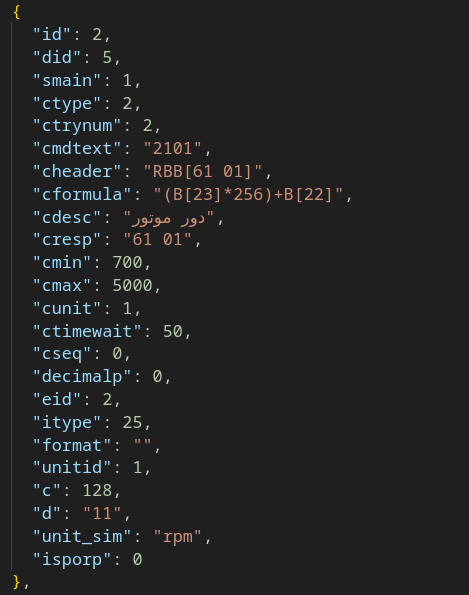 {
"id": 2,
"did": 5,
"smain": 1,
"ctype": 2,
"ctrynum": 2,
"cmdtext": "2101",
"cheader": "RBB[61 01]",
"cformula": "(B[23]*256)+B[22]",
"cdesc": "دور موتور",
"cresp": "61 01",
"cmin": 700,
"cmax": 5000,
"cunit": 1,
"ctimewait": 50,
"cseq": 0,
"decimalp": 0,
"eid": 2,
"itype": 25,
"format": "",
"unitid": 1,
"c": 128,
"d": "11",
"unit_sim": "rpm",
"isporp": 0
},